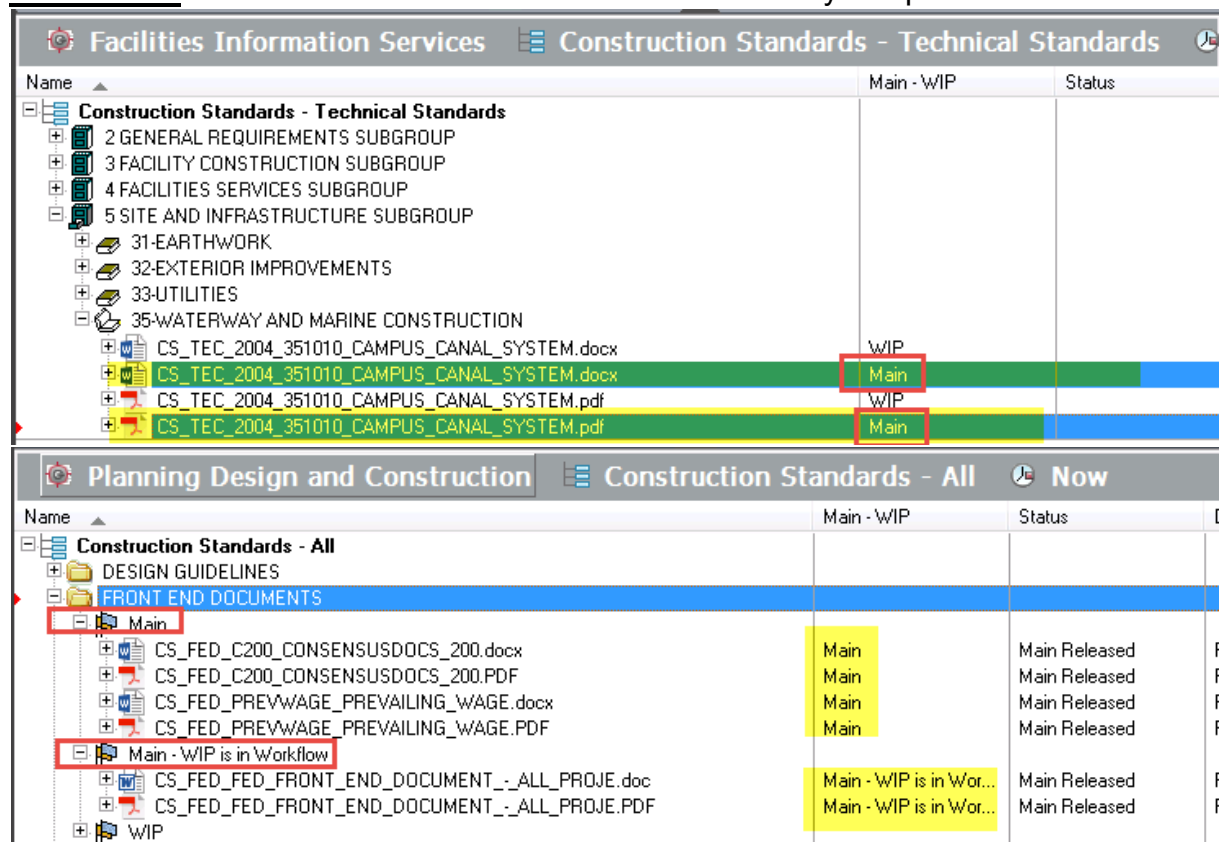 Facilities Information Services Construction Standards - Technical Standards
Name Main - WIP Status
Construction Standards - Technical Standards
2 GENERAL REQUIREMENTS SUBGROUP
3 FACILITY CONSTRUCTION SUBGROUP
4 FACILITIES SERVICES SUBGROUP
5 SITE AND INFRASTRUCTURE SUBGROUP
31-EARTHWORK
32-EXTERIOR IMPROVEMENTS
33-UTILITIES
35-WATERWAY AND MARINE CONSTRUCTION
CS_TEC_2004_351010_CAMPUS_CANAL_SYSTEM.docx WIP
CS_TEC_2004_351010_CAMPUS_CANAL_SYSTEM.docx Main
CS_TEC_2004_351010_CAMPUS_CANAL_SYSTEM.pdf WIP
CS_TEC_2004_351010_CAMPUS_CANAL_SYSTEM.pdf Main
Planning Design and Construction Construction Standards - All Now
Name Main - WIP Status
Construction Standards - All
DESIGN GUIDELINES
FRONT END DOCUMENTS
Main
CS_FED_C200_CONSENSUSDOCS_200.docx Main Main Released
CS_FED_C200_CONSENSUSDOCS_200.PDF Main Main Released
CS_FED_PREVWAGE_PREVAILING_WAGE.docx Main Main Released
CS_FED_PREVWAGE_PREVAILING_WAGE.PDF Main Main Released
Main - WIP is in Workflow
CS_FED_FED_FRONT_END_DOCUMENT_-_ALL_PROJE.doc Main - WIP is in Wor... Main Released
CS_FED_FED_FRONT_END_DOCUMENT_-_ALL_PROJE.PDF Main - WIP is in Wor... Main Released
WIP